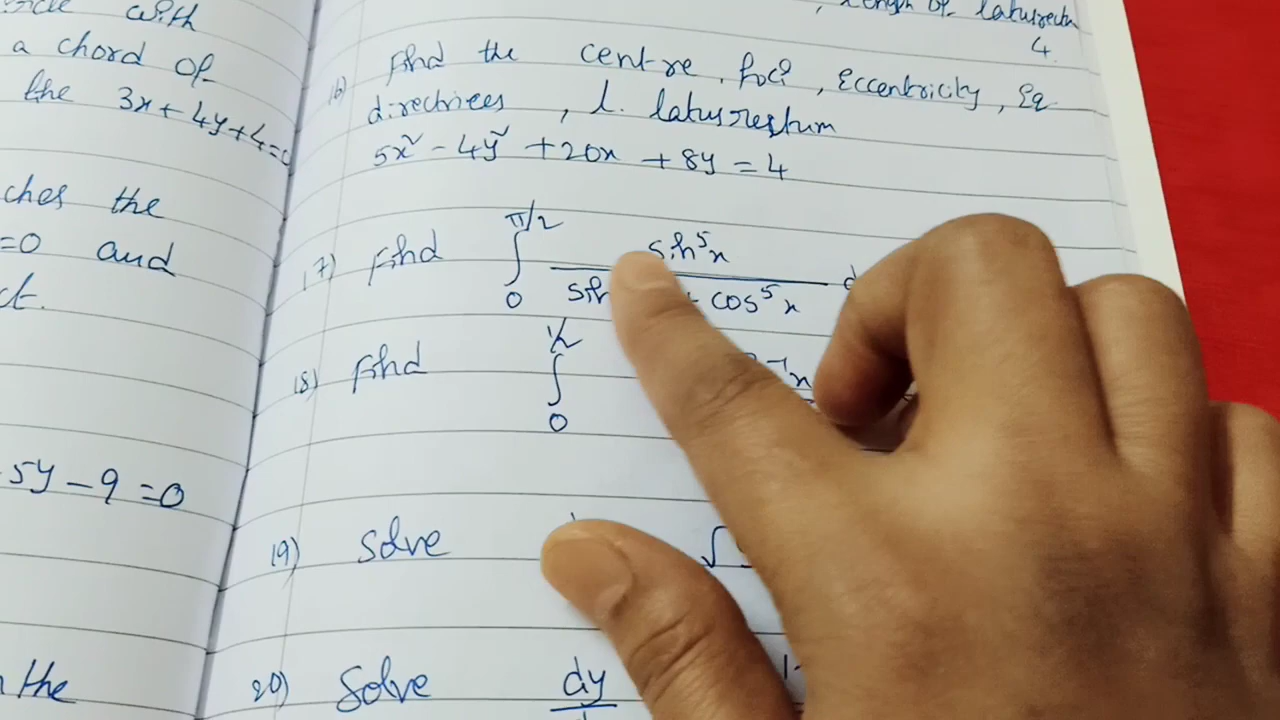 with
a chord of
the 3x + 4y + 4 = 0
the
= 0 and
5y - 9 = 0
the
length of latusrectu
4
16) Find the centre, foci, Eccentricity, Eq
directrices, l. latusrectum
5x² - 4y² + 20x + 8y = 4
17) Find ∫ 0 π/2 sin⁵x
+ cos⁵x
18) Find ∫ 0 1/2 ⁻¹x
19) Solve √
20) Solve dy